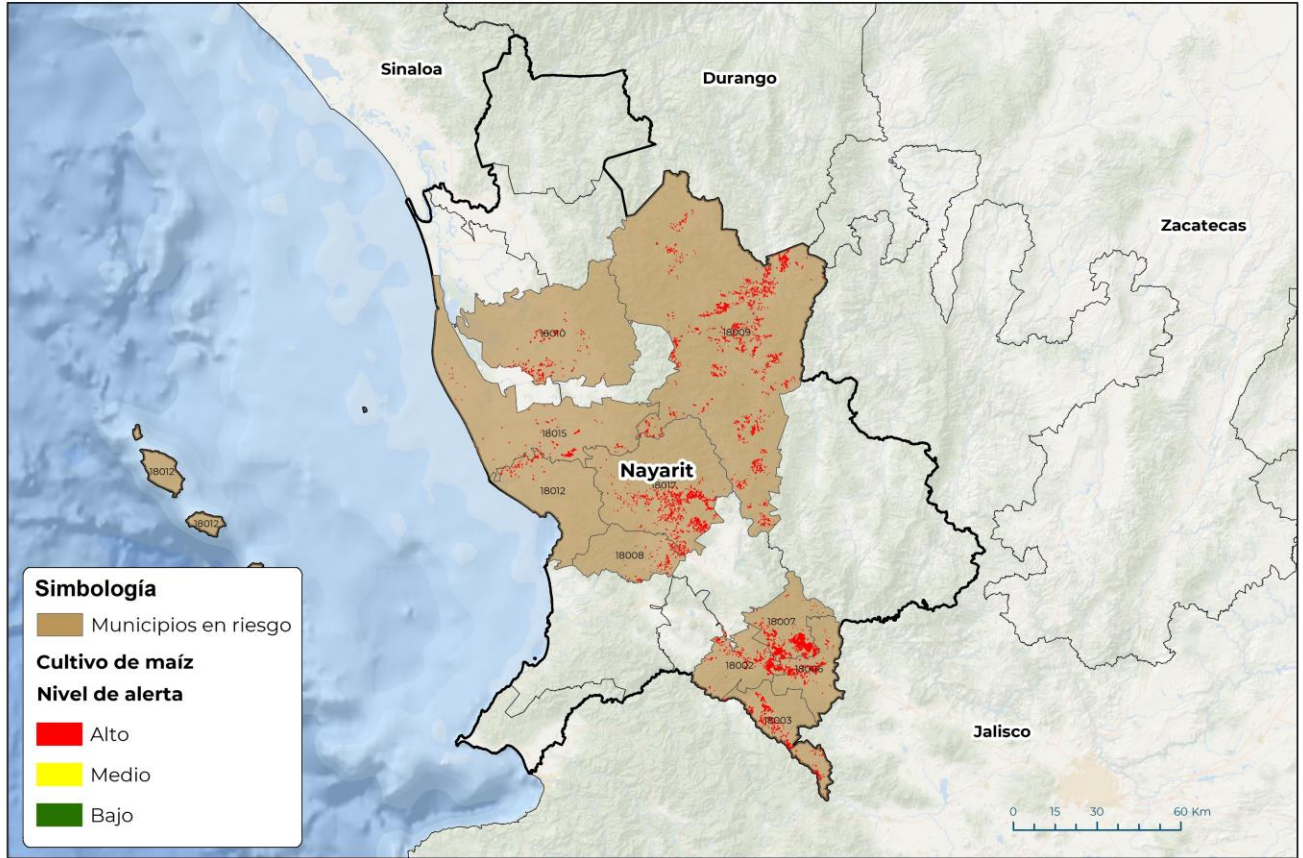 Sinaloa
Durango
Zacatecas
18010
18009
18015
Nayarit
18012
18012
18017
18012
18008
18007
18002
18006
18003
Jalisco
Simbología
Municipios en riesgo
Cultivo de maíz
Nivel de alerta
Alto
Medio
Bajo
0 15 30 60 Km